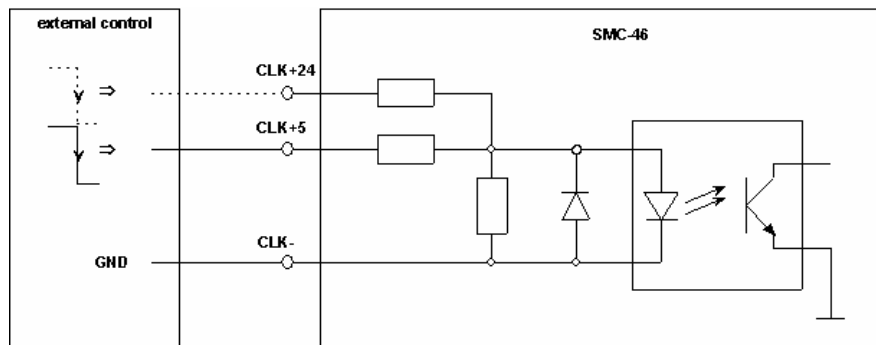 external control
SMC-46
CLK+24
CLK+5
CLK-
GND